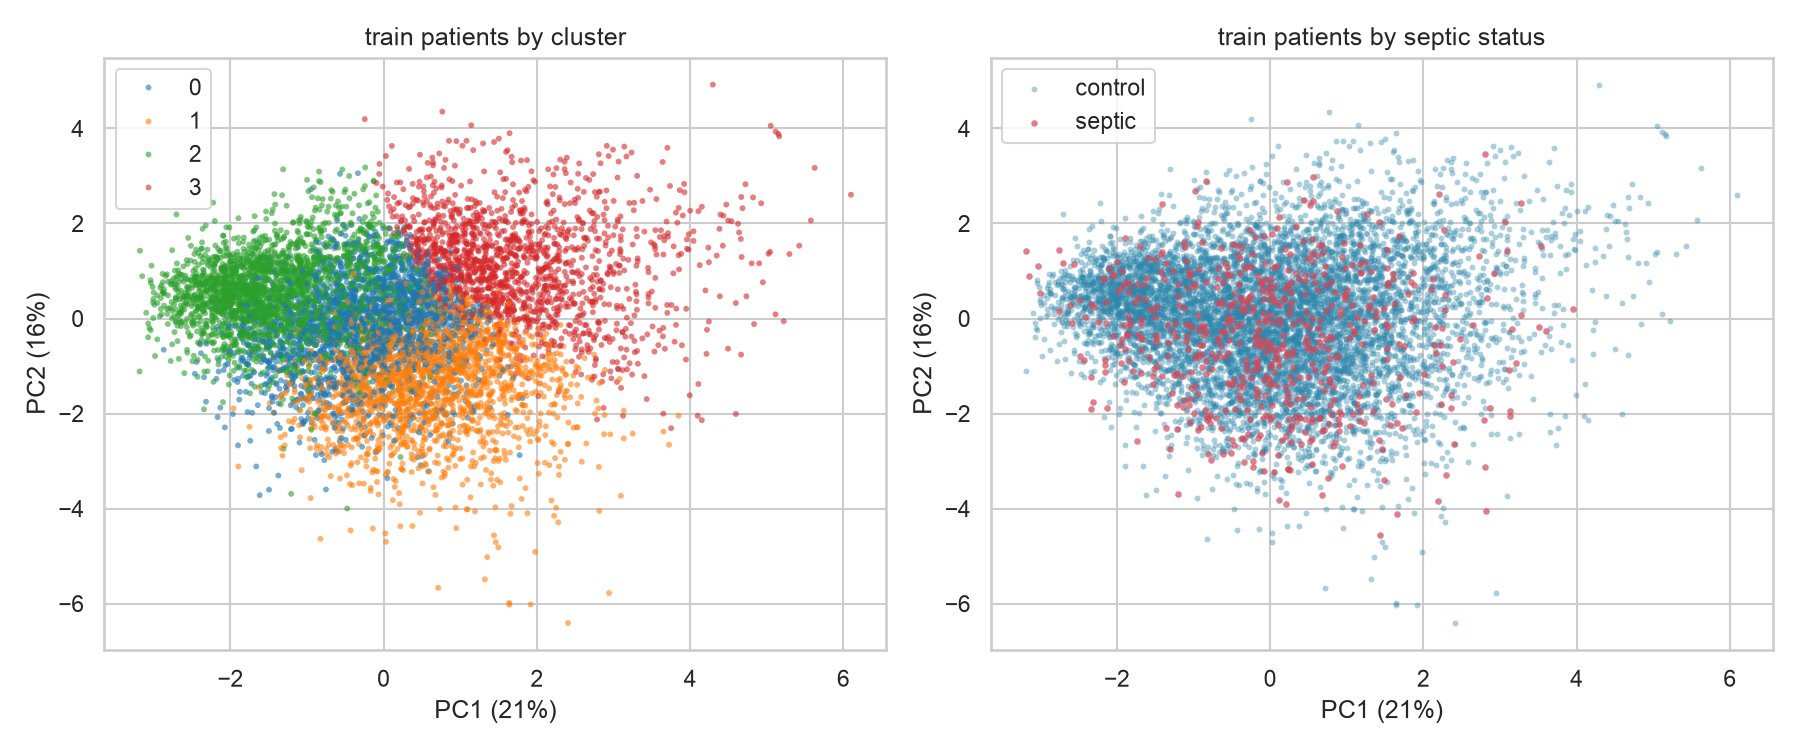 train patients by cluster
0
1
2
3
4
2
0
−2
−4
−6
−2 0 2 4 6
PC1 (21%)
PC2 (16%)
train patients by septic status
control
septic
4
2
0
−2
−4
−6
−2 0 2 4 6
PC1 (21%)
PC2 (16%)